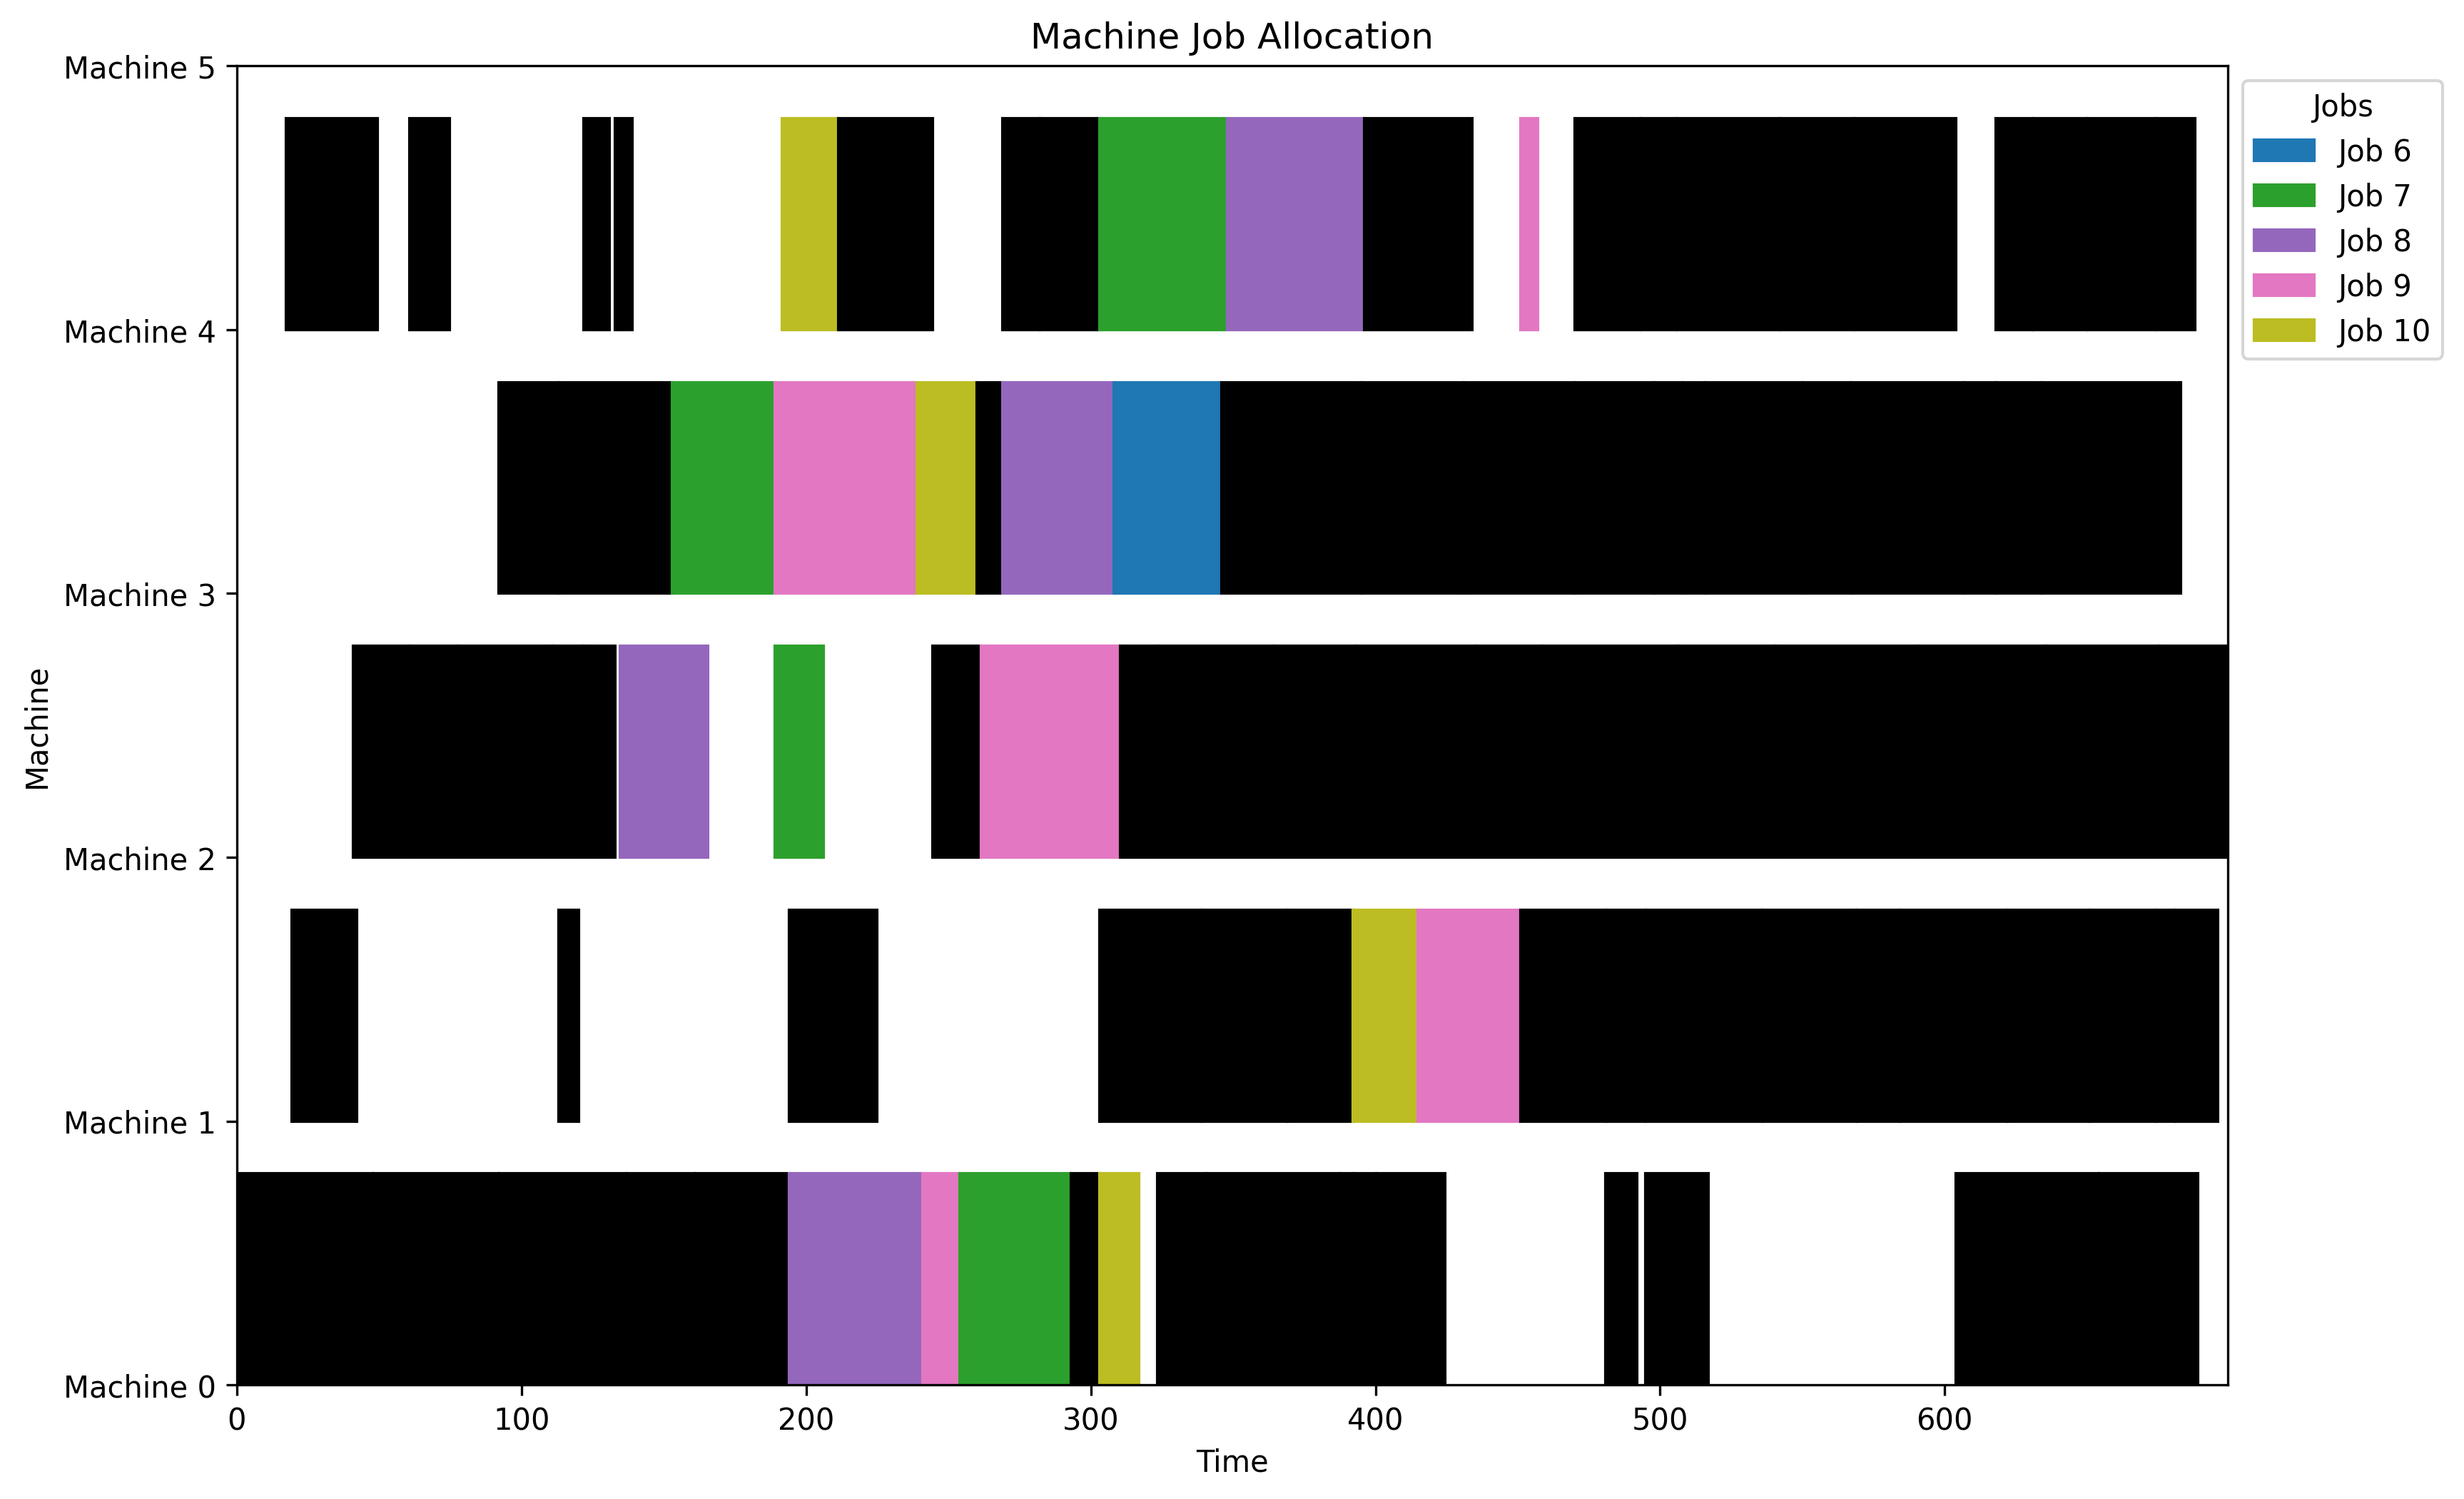 Machine Job Allocation
Machine 5
Machine 4
Machine 3
Machine 2
Machine 1
Machine 0
Machine
0 100 200 300 400 500 600
Time
Jobs
Job 6
Job 7
Job 8
Job 9
Job 10